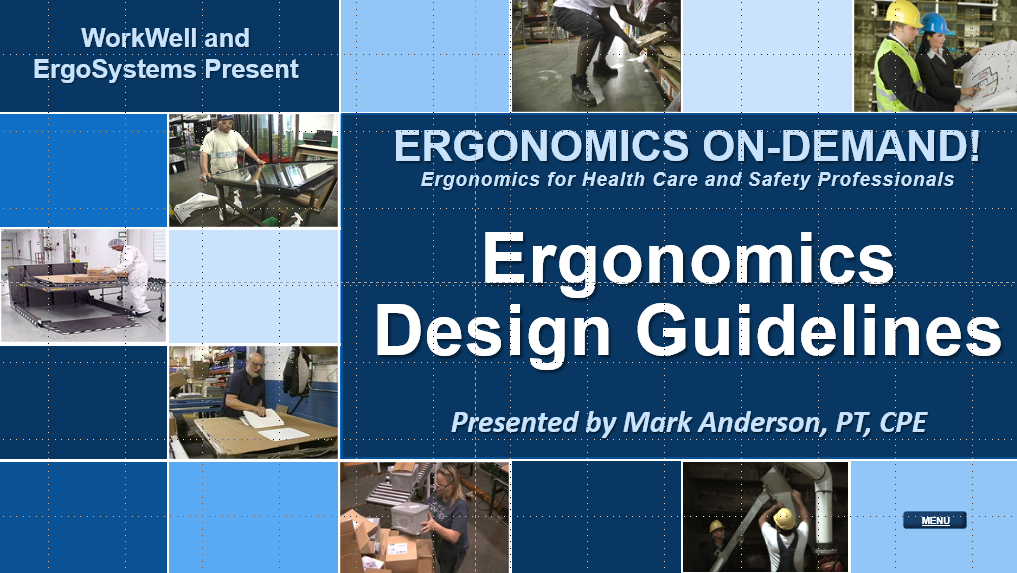 WorkWell and
ErgoSystems Present
ERGONOMICS ON-DEMAND!
Ergonomics for Health Care and Safety Professionals
Ergonomics
Design Guidelines
Presented by Mark Anderson, PT, CPE
MENU